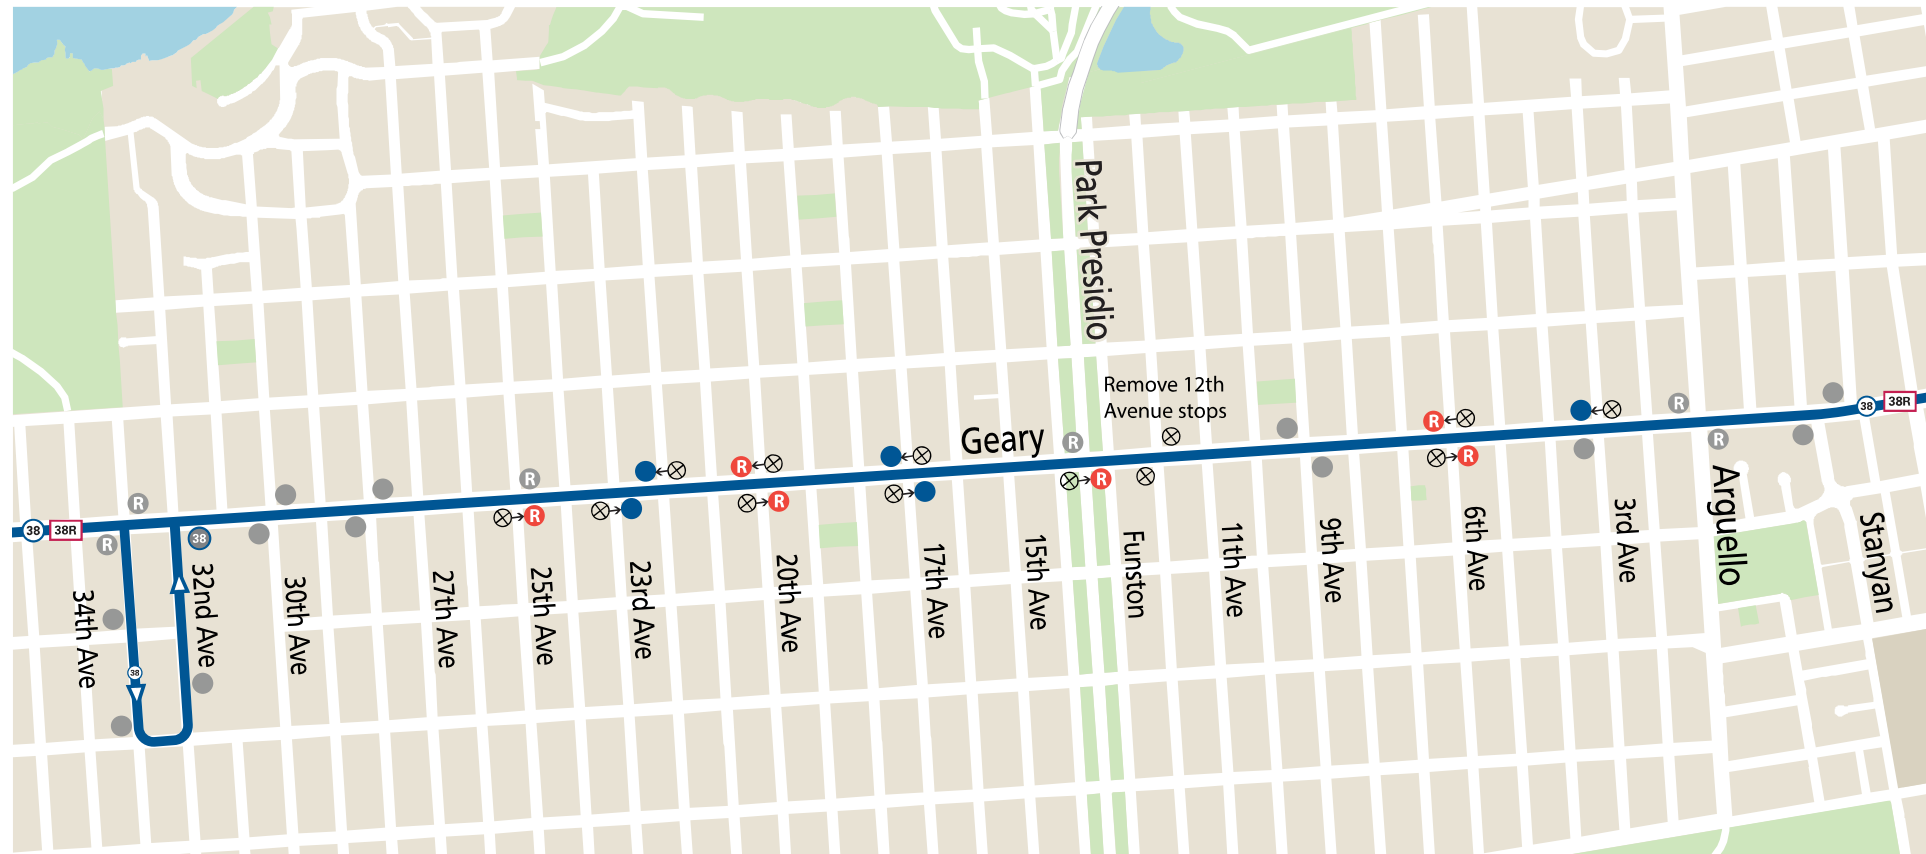 Park Presidio
Remove 12th
Avenue stops
Geary
38
38R
R
R
38
R
R
R
R
R
R
R
R
R
R
R
38
38R
34th Ave
32nd Ave
30th Ave
27th Ave
25th Ave
23rd Ave
20th Ave
17th Ave
15th Ave
Funston
11th Ave
9th Ave
6th Ave
3rd Ave
Arguello
Stanyan
38